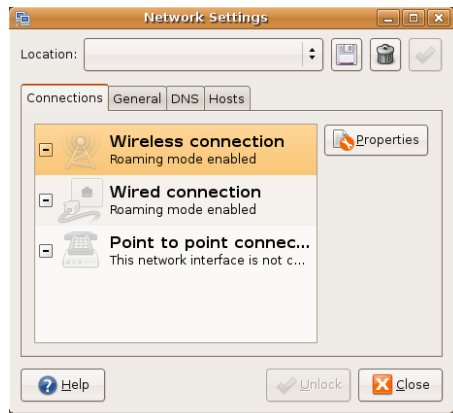 Network Settings
Location:
Connections General DNS Hosts
Wireless connection
Roaming mode enabled
Properties
Wired connection
Roaming mode enabled
Point to point connec...
This network interface is not c...
Help Unlock Close